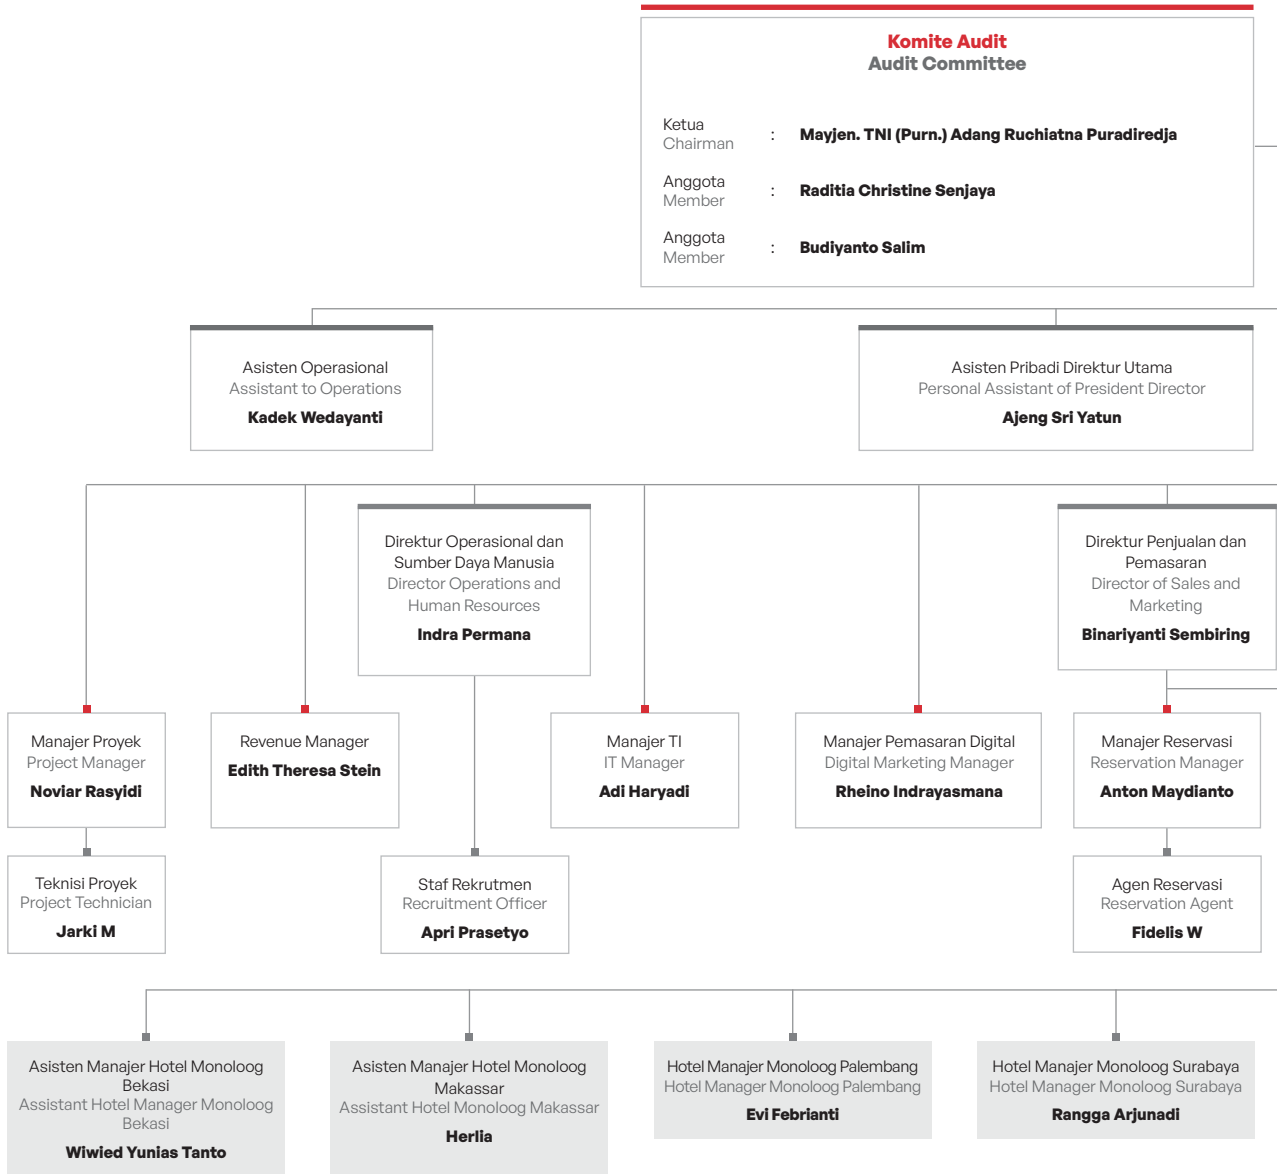 Komite Audit
Audit Committee
Ketua
Chairman
:
Mayjen. TNI (Purn.) Adang Ruchiatna Puradiredja
Anggota
Member
:
Raditia Christine Senjaya
Anggota
Member
:
Budiyanto Salim
Asisten Operasional
Assistant to Operations
Kadek Wedayanti
Asisten Pribadi Direktur Utama
Personal Assistant of President Director
Ajeng Sri Yatun
Direktur Operasional dan
Sumber Daya Manusia
Director Operations and
Human Resources
Indra Permana
Direktur Penjualan dan
Pemasaran
Director of Sales and
Marketing
Binariyanti Sembiring
Manajer Proyek
Project Manager
Noviar Rasyidi
Revenue Manager
Edith Theresa Stein
Manajer TI
IT Manager
Adi Haryadi
Manajer Pemasaran Digital
Digital Marketing Manager
Rheino Indrayasmana
Manajer Reservasi
Reservation Manager
Anton Maydianto
Teknisi Proyek
Project Technician
Jarki M
Staf Rekrutmen
Recruitment Officer
Apri Prasetyo
Agen Reservasi
Reservation Agent
Fidelis W
Asisten Manajer Hotel Monoloog
Bekasi
Assistant Hotel Manager Monoloog
Bekasi
Wiwied Yunias Tanto
Asisten Manajer Hotel Monoloog
Makassar
Assistant Hotel Monoloog Makassar
Herlia
Hotel Manajer Monoloog Palembang
Hotel Manager Monoloog Palembang
Evi Febrianti
Hotel Manajer Monoloog Surabaya
Hotel Manager Monoloog Surabaya
Rangga Arjunadi